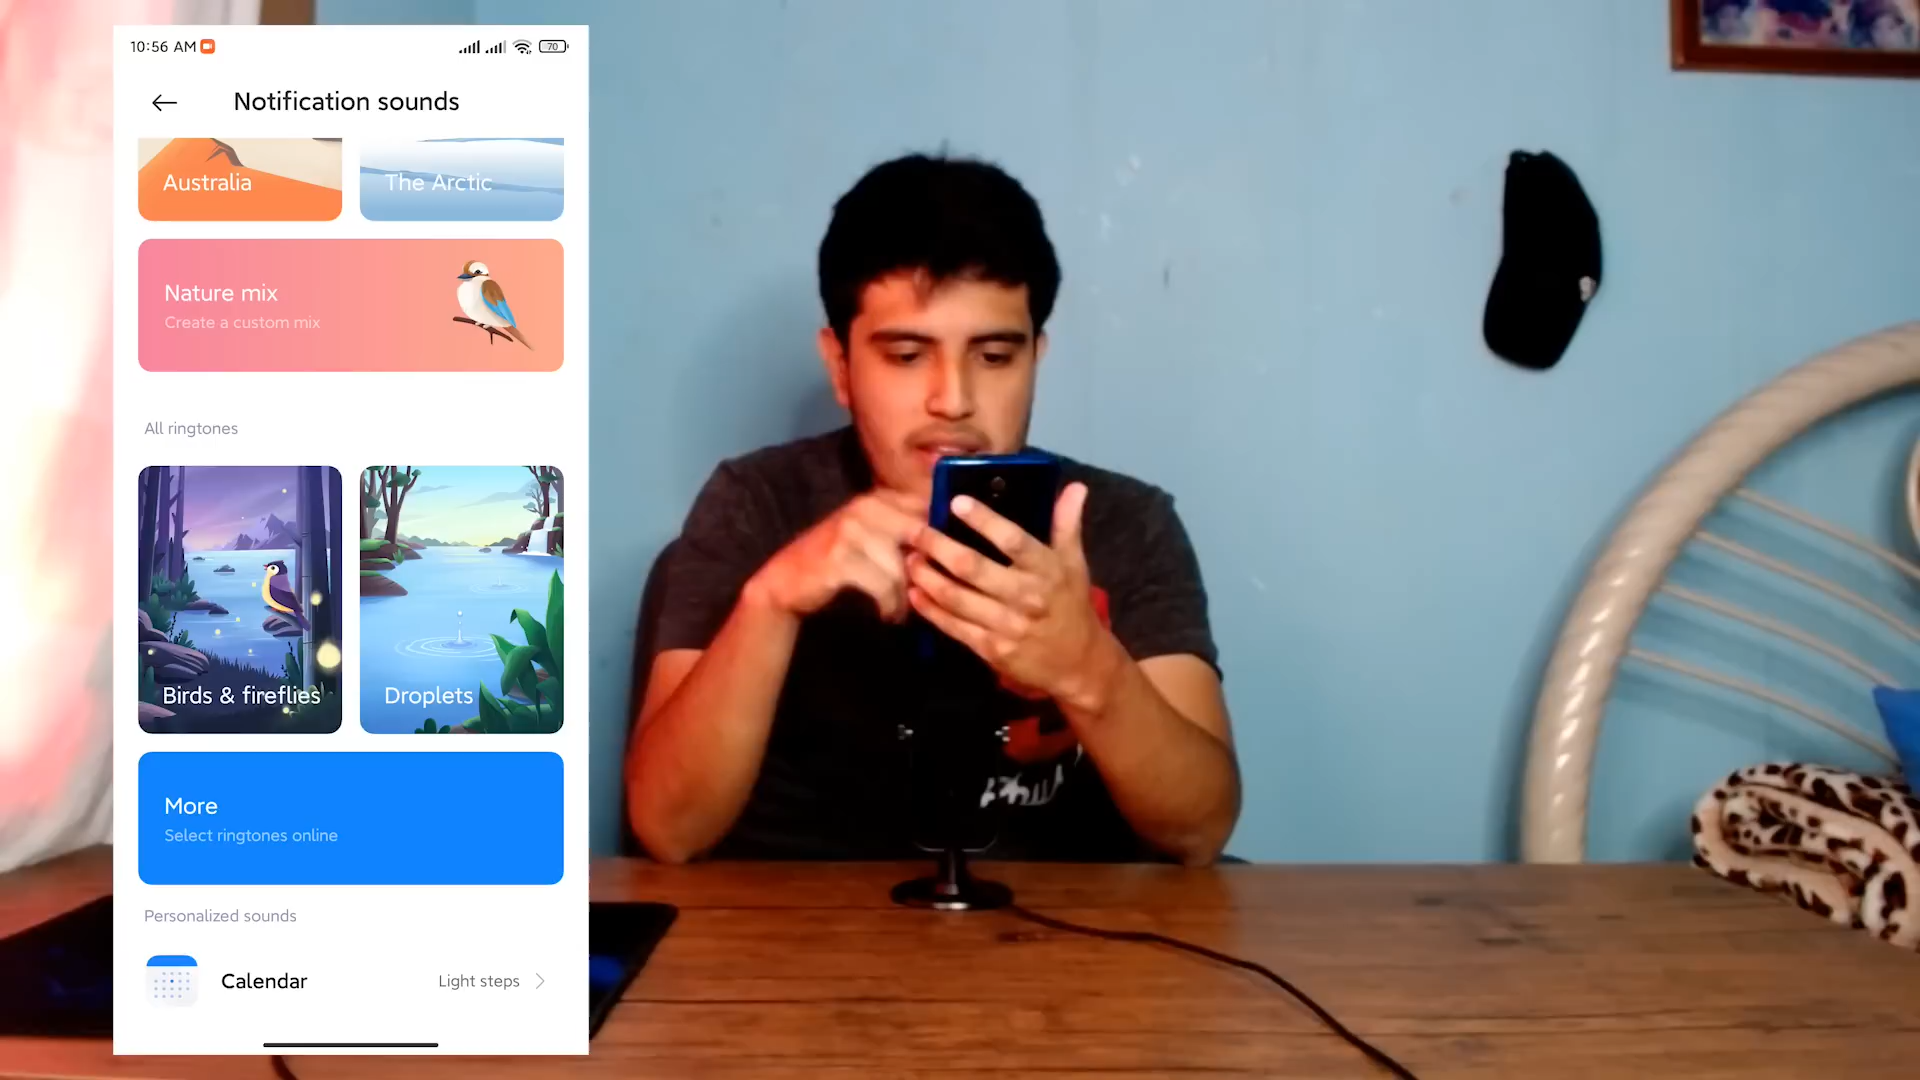 10:56 AM
70
Notification sounds
Australia
The Arctic
Nature mix
Create a custom mix
All ringtones
Birds & fireflies
Droplets
More
Select ringtones online
Personalized sounds
Calendar
Light steps